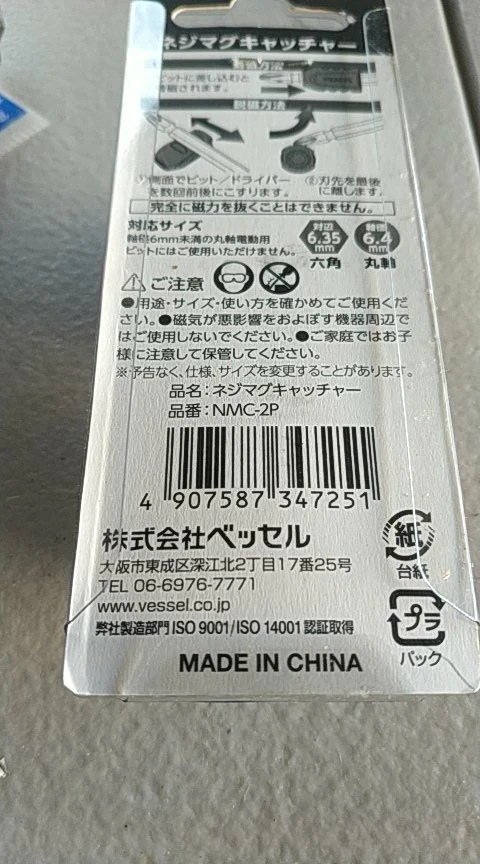 ネジマグキャッチャー
ビットに差し込むと
着磁されます。
脱磁方法
①側面でビット/ドライバー
を数回前後にこすります。
②刃先を最後
に離します。
完全に磁力を抜くことはできません。
対応サイズ
軸径6mm未満の丸軸電動用
ビットにはご使用いただけません。
対辺
6.35
mm
六角
軸径
6.4
mm
丸軸
ご注意
●用途・サイズ・使い方を確かめてご使用くだ
さい。●磁気が悪影響をおよぼす機器周辺で
はご使用しないでください。●ご家庭ではお子
様に注意して保管してください。
※予告なく、仕様、サイズを変更することがあります。
品名:ネジマグキャッチャー
品番:NMC-2P
4 907587 347251
株式会社ベッセル
大阪市東成区深江北2丁目17番25号
TEL 06-6976-7771
www.vessel.co.jp
弊社製造部門 ISO 9001/ISO 14001 認証取得
MADE IN CHINA
紙
台紙
プラ
パック